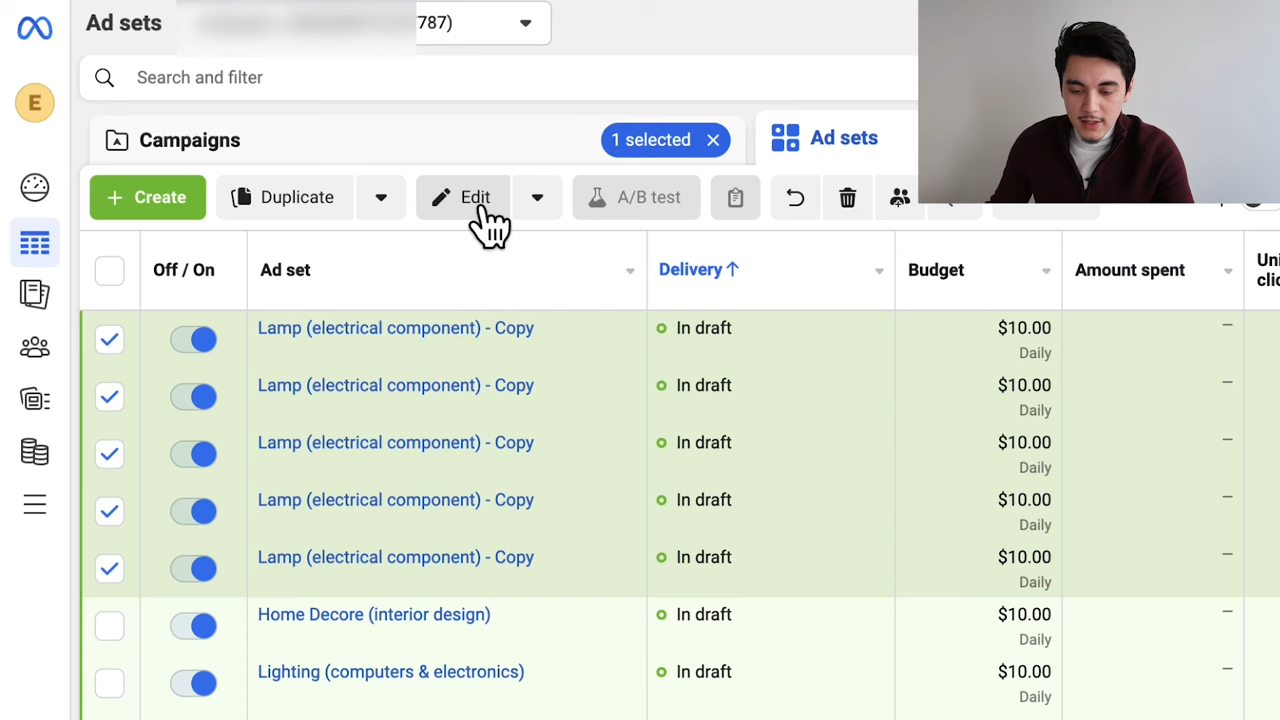 Ad sets
787)
Search and filter
E
Campaigns
1 selected
Ad sets
+ Create
Duplicate
Edit
A/B test
Off / On
Ad set
Delivery ↑
Budget
Amount spent
Lamp (electrical component) - Copy
In draft
$10.00
–
Daily
Lamp (electrical component) - Copy
In draft
$10.00
–
Daily
Lamp (electrical component) - Copy
In draft
$10.00
–
Daily
Lamp (electrical component) - Copy
In draft
$10.00
–
Daily
Lamp (electrical component) - Copy
In draft
$10.00
–
Daily
Home Decore (interior design)
In draft
$10.00
–
Daily
Lighting (computers & electronics)
In draft
$10.00
–
Daily